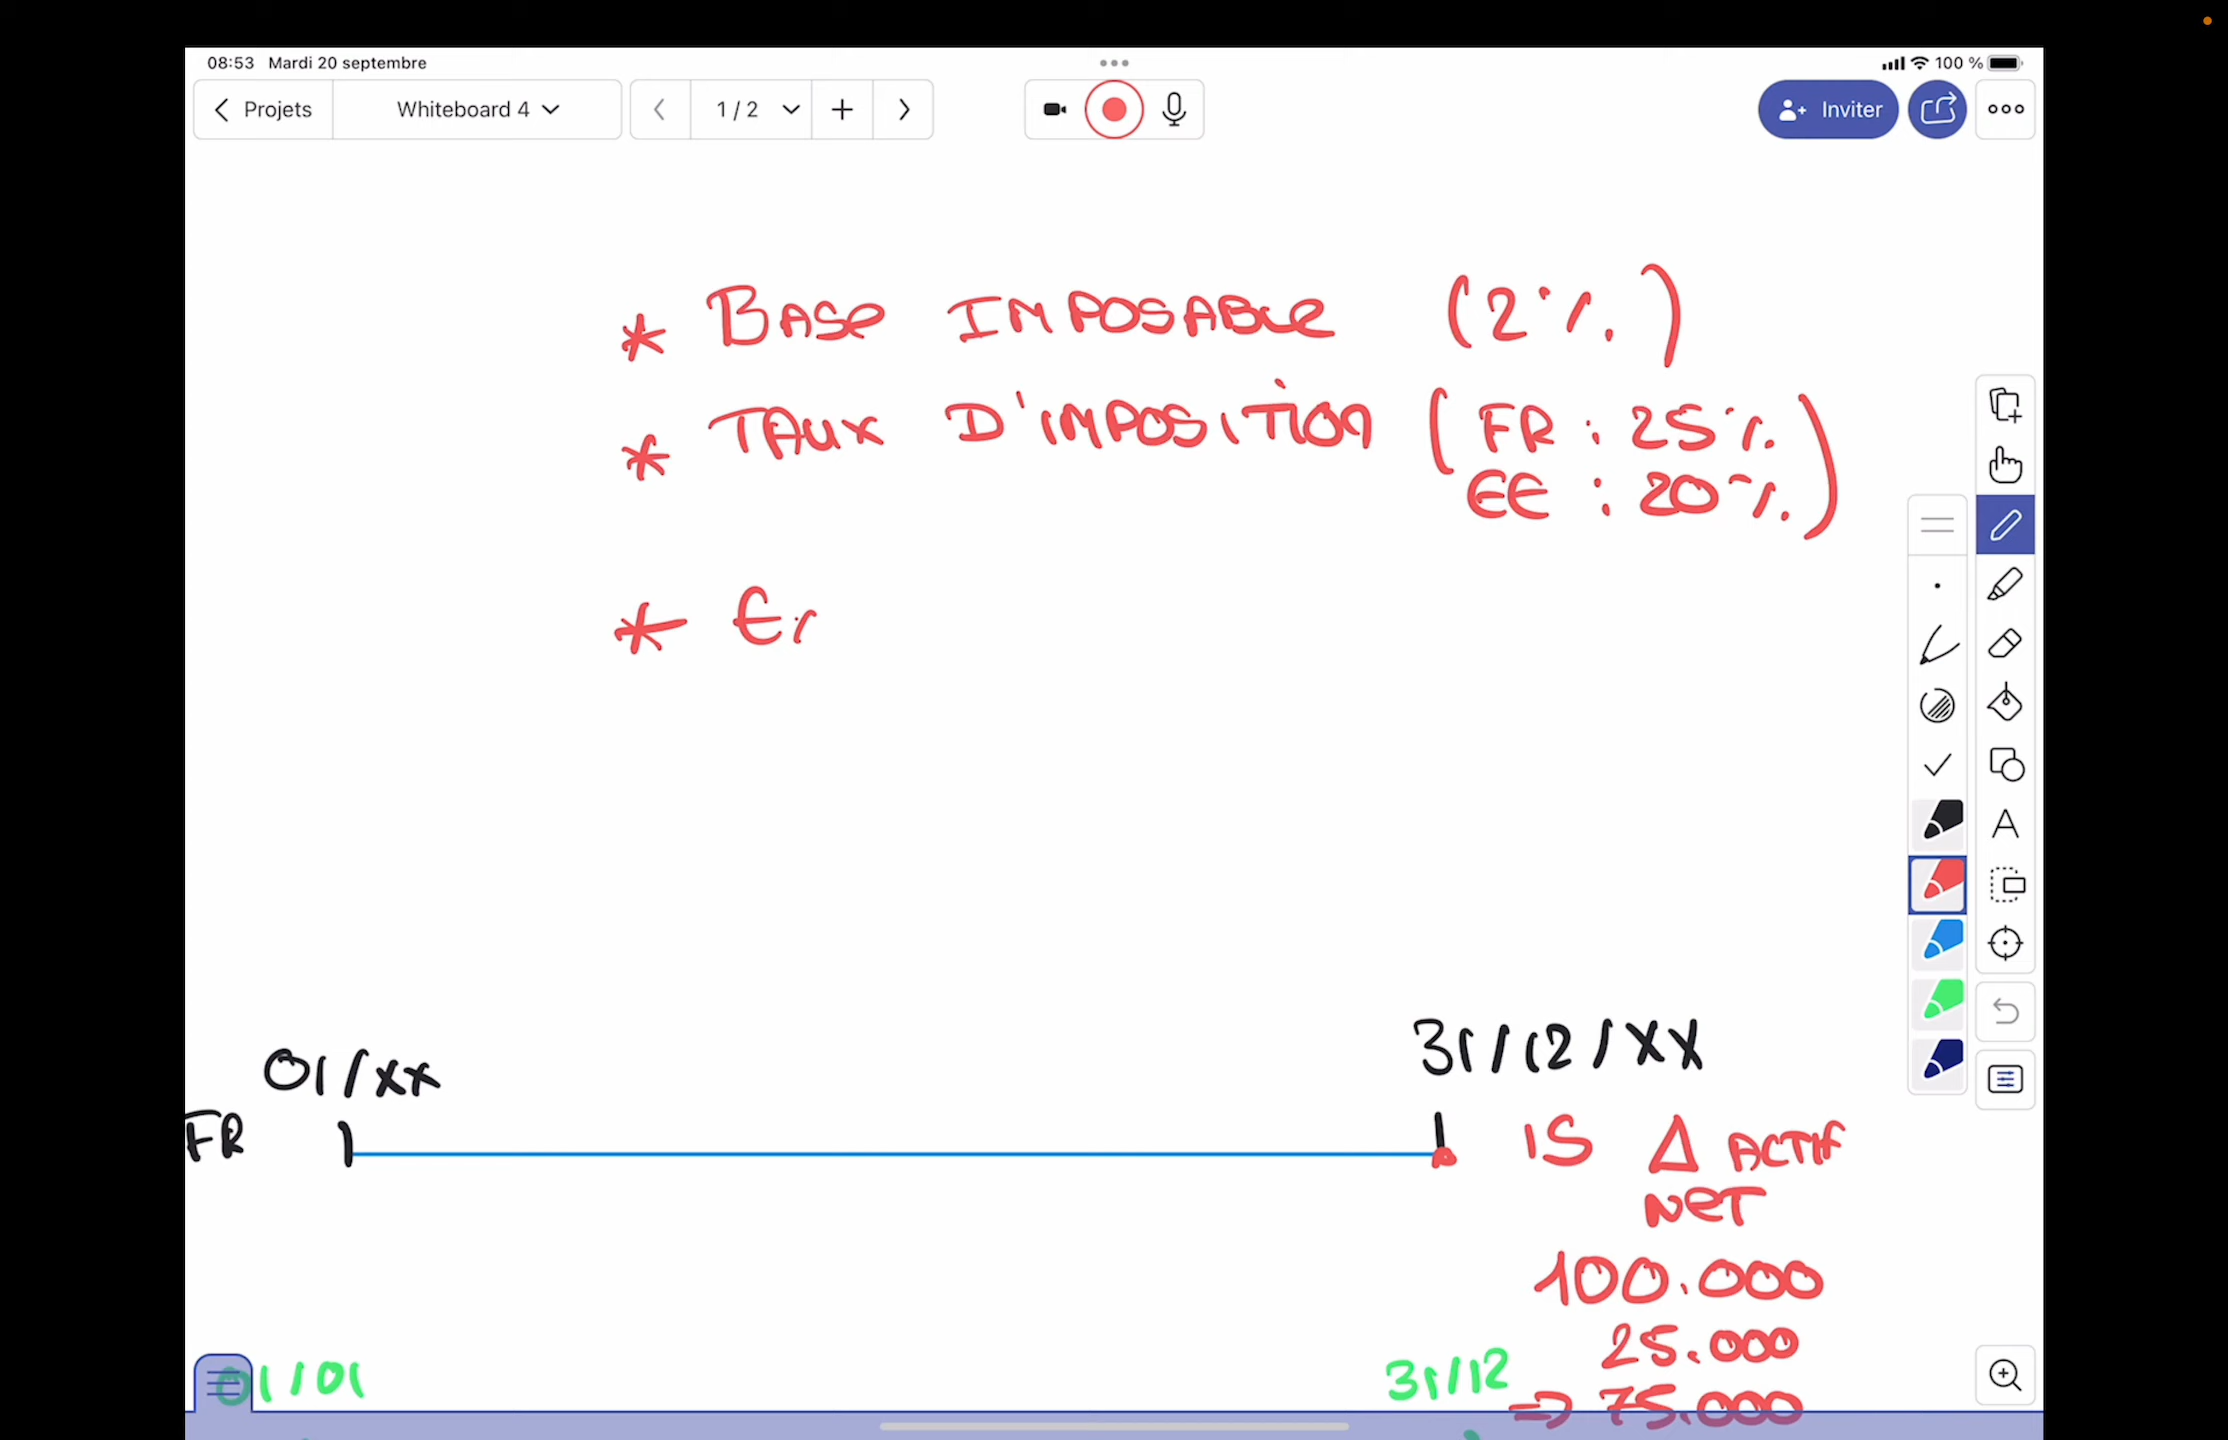 08:53 Mardi 20 septembre
100 %
Projets
Whiteboard 4
1 / 2
Inviter
* BASE IMPOSABLE (2%)
* TAUX D'IMPOSITION (FR : 25%
EE : 20%)
*
01/XX
31/12/XX
FR
IS Δ ACTIF
NET
100.000
25.000
01/01
31/12
=> 75.000